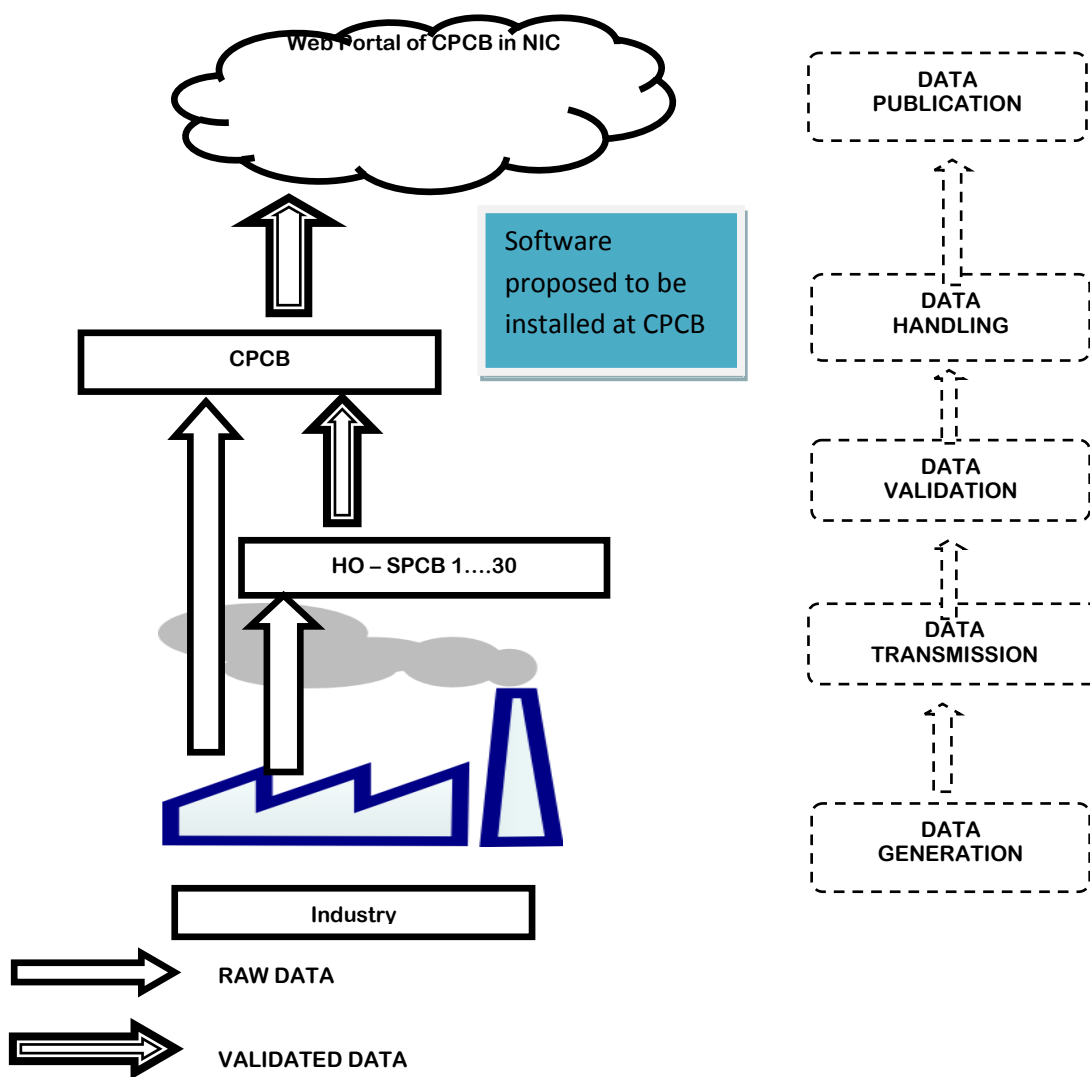 Web Portal of CPCB in NIC
Software
proposed to be
installed at CPCB
CPCB
HO – SPCB 1….30
Industry
RAW DATA
VALIDATED DATA
DATA
PUBLICATION
DATA
HANDLING
DATA
VALIDATION
DATA
TRANSMISSION
DATA
GENERATION